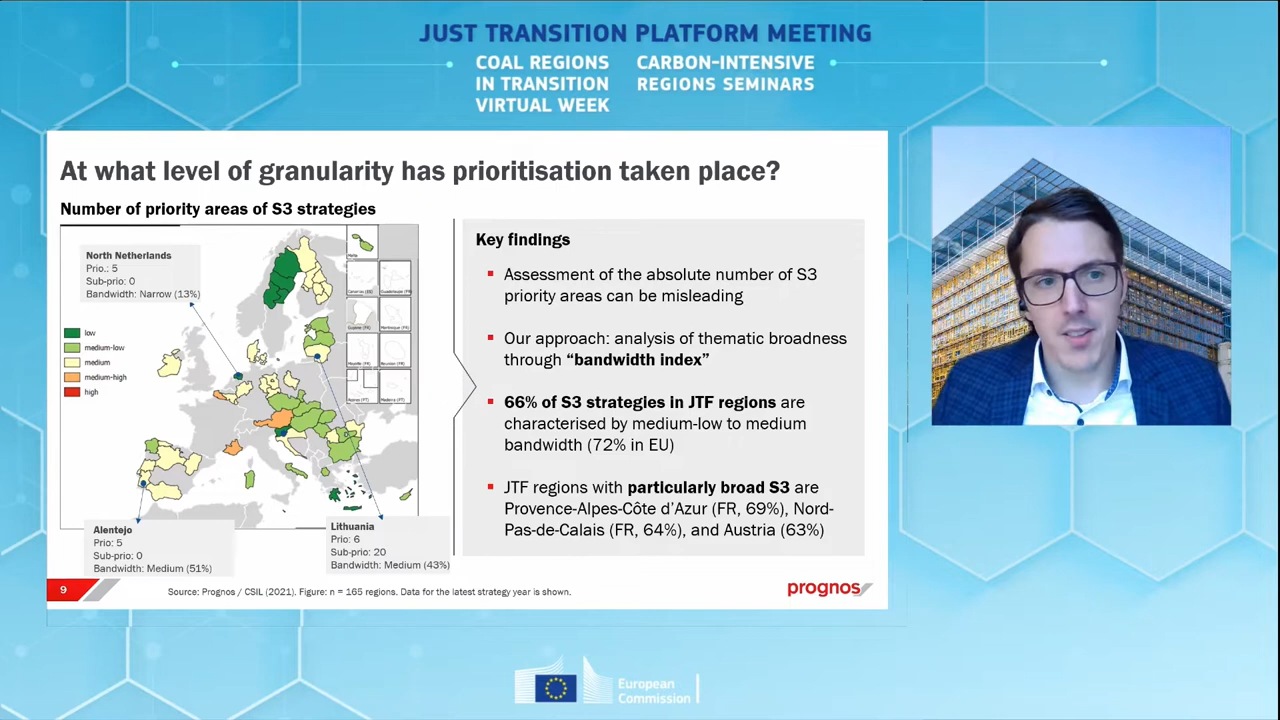 JUST TRANSITION PLATFORM MEETING
COAL REGIONS
IN TRANSITION
VIRTUAL WEEK
CARBON-INTENSIVE
REGIONS SEMINARS
At what level of granularity has prioritisation taken place?
Number of priority areas of S3 strategies
North Netherlands
Prio.: 5
Sub-prio: 0
Bandwidth: Narrow (13%)
low
medium-low
medium
medium-high
high
Alentejo
Prio: 5
Sub-prio: 0
Bandwidth: Medium (51%)
Lithuania
Prio: 6
Sub-prio: 20
Bandwidth: Medium (43%)
Key findings
Assessment of the absolute number of S3
priority areas can be misleading
Our approach: analysis of thematic broadness
through “bandwidth index”
66% of S3 strategies in JTF regions are
characterised by medium-low to medium
bandwidth (72% in EU)
JTF regions with particularly broad S3 are
Provence-Alpes-Côte d’Azur (FR, 69%), Nord-
Pas-de-Calais (FR, 64%), and Austria (63%)
9
Source: Prognos / CSIL (2021). Figure: n = 165 regions. Data for the latest strategy year is shown.
prognos
European
Commission